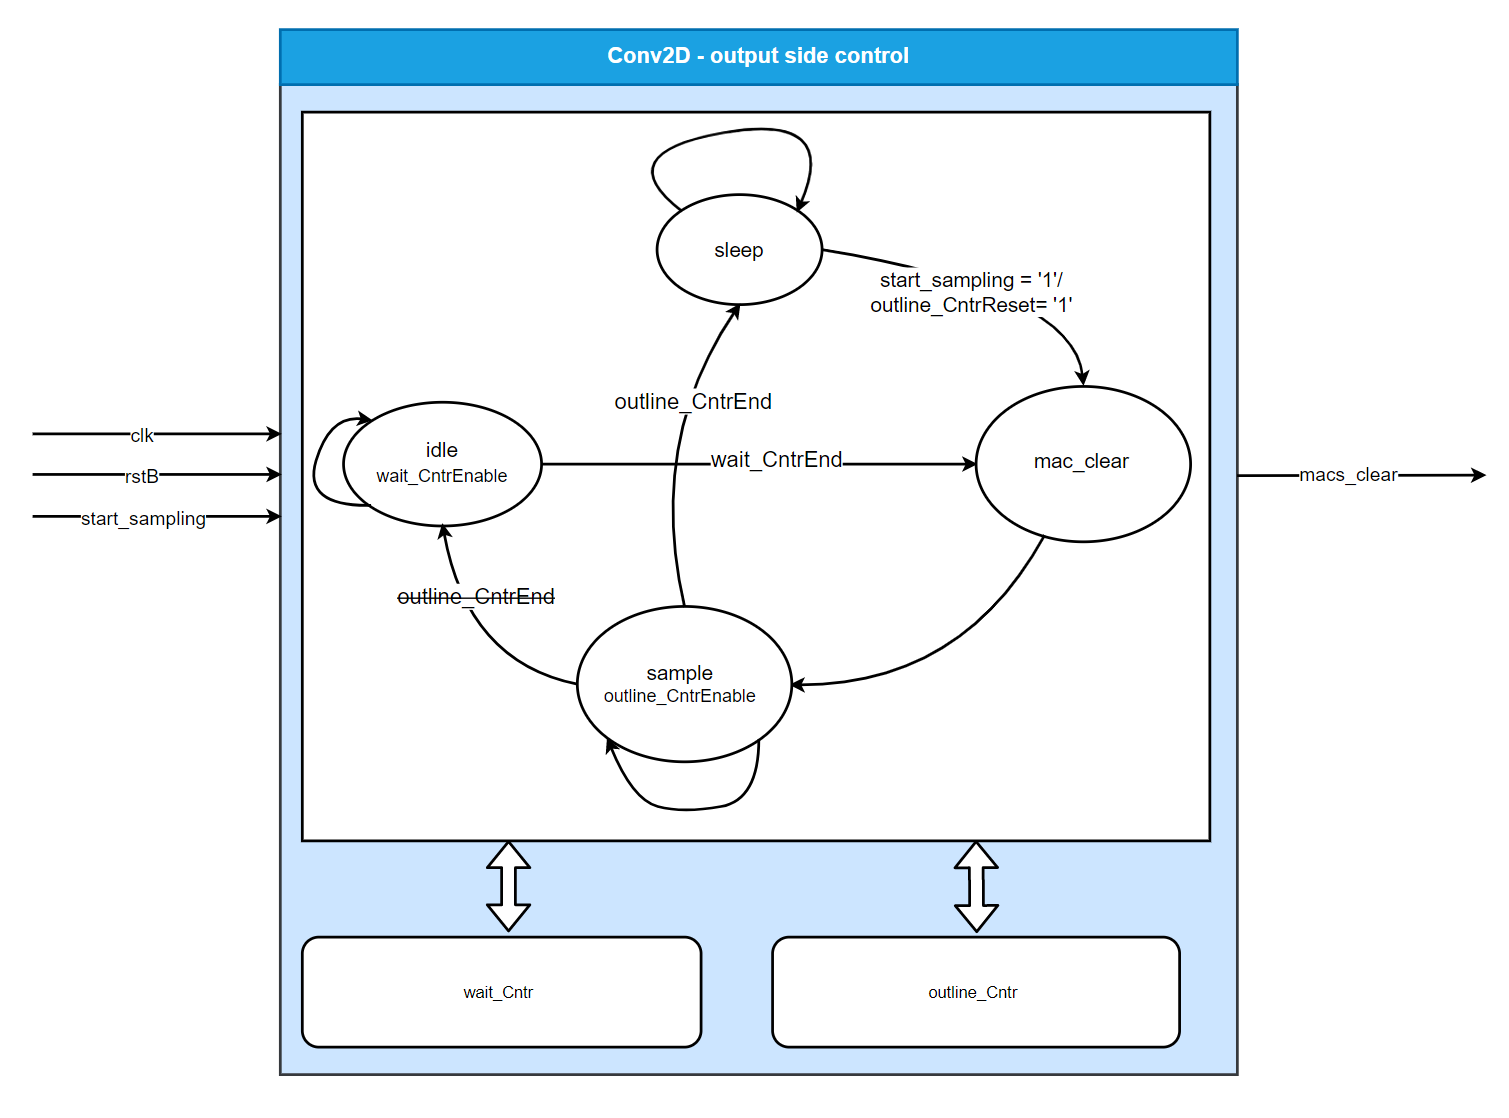 Conv2D - output side control
sleep
start_sampling = '1'/
outline_CntrReset= '1'
outline_CntrEnd
idle
wait_CntrEnable
wait_CntrEnd
mac_clear
clk
rstB
start_sampling
macs_clear
outline_CntrEnd
sample
outline_CntrEnable
wait_Cntr
outline_Cntr